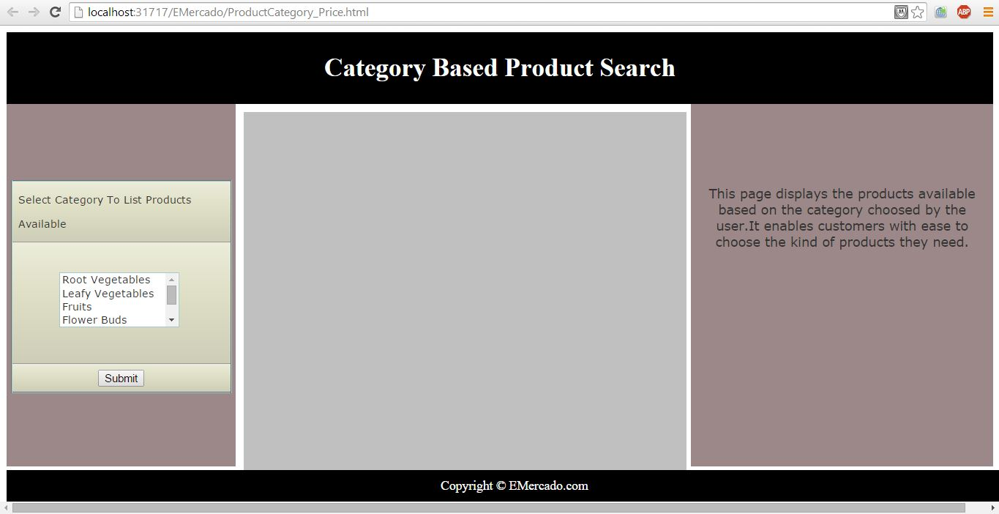 localhost:31717/EMercado/ProductCategory_Price.html
M
ABP
Category Based Product Search
Select Category To List Products
Available
Root Vegetables
Leafy Vegetables
Fruits
Flower Buds
Submit
This page displays the products available
based on the category choosed by the
user.It enables customers with ease to
choose the kind of products they need.
Copyright © EMercado.com